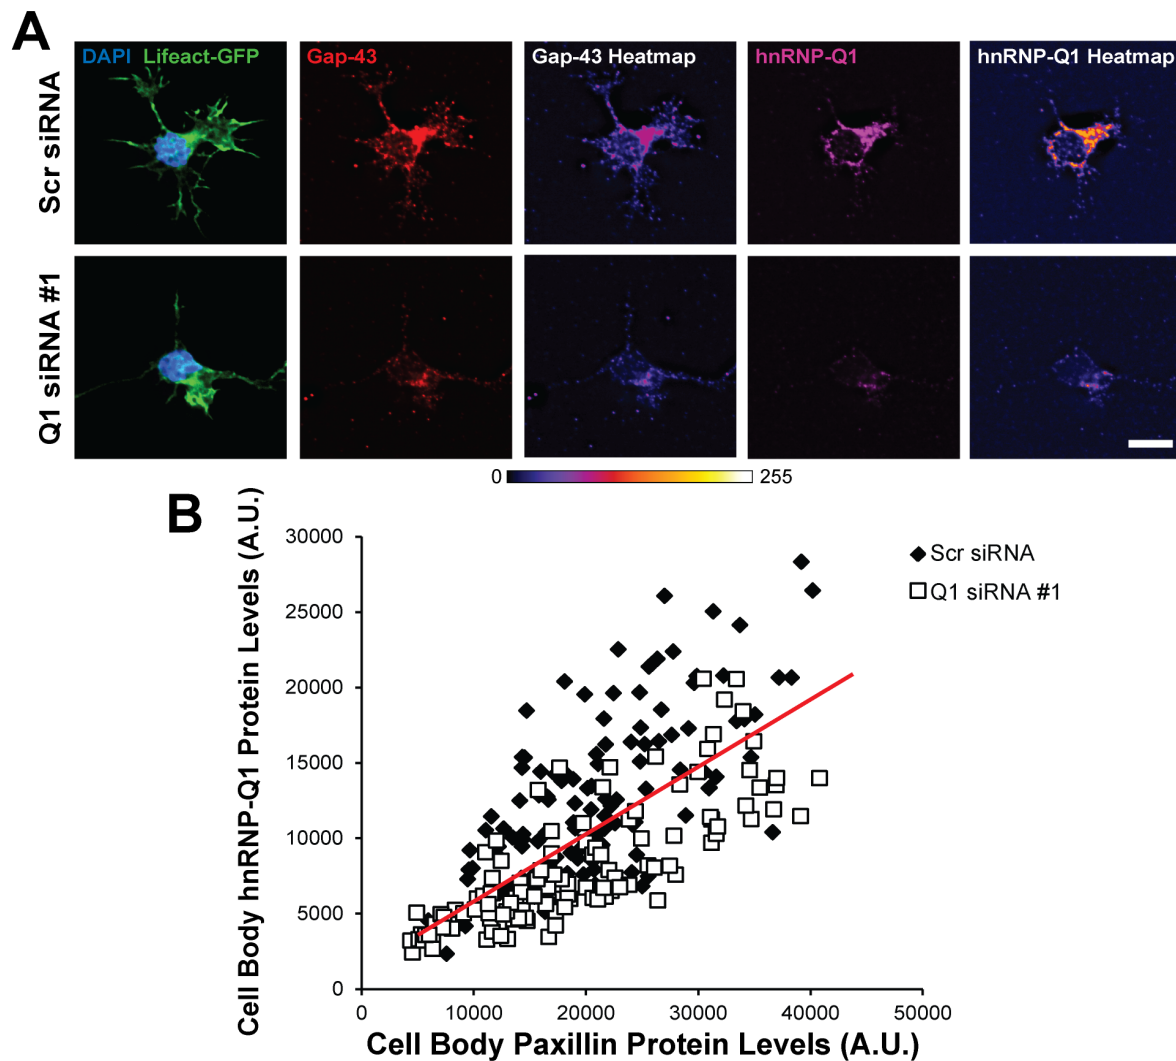 A
DAPI Lifeact-GFP
Gap-43
Gap-43 Heatmap
hnRNP-Q1
hnRNP-Q1 Heatmap
Scr siRNA
Q1 siRNA #1
0 255
B
Cell Body hnRNP-Q1 Protein Levels (A.U.)
30000
25000
20000
15000
10000
5000
0
Scr siRNA
Q1 siRNA #1
0 10000 20000 30000 40000 50000
Cell Body Paxillin Protein Levels (A.U.)